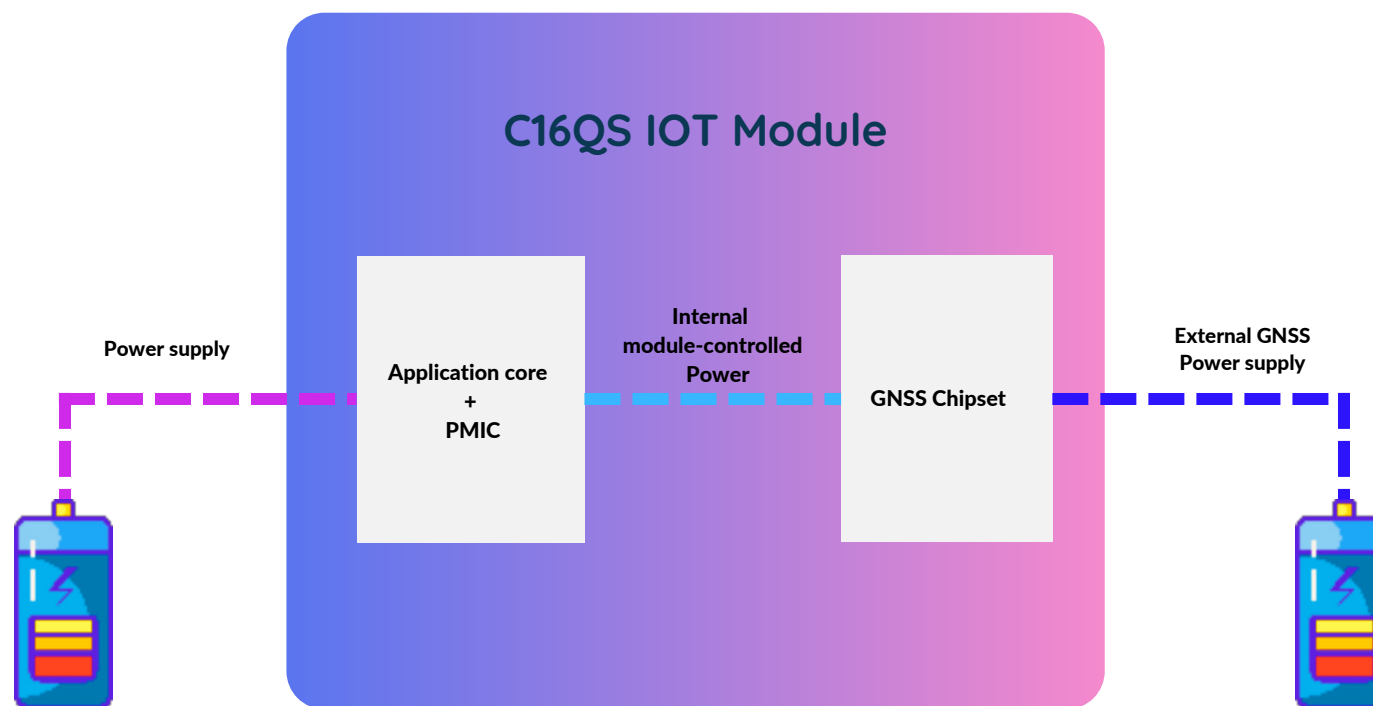 C16QS IOT Module
Power supply
Application core
+
PMIC
Internal
module-controlled
Power
GNSS Chipset
External GNSS
Power supply